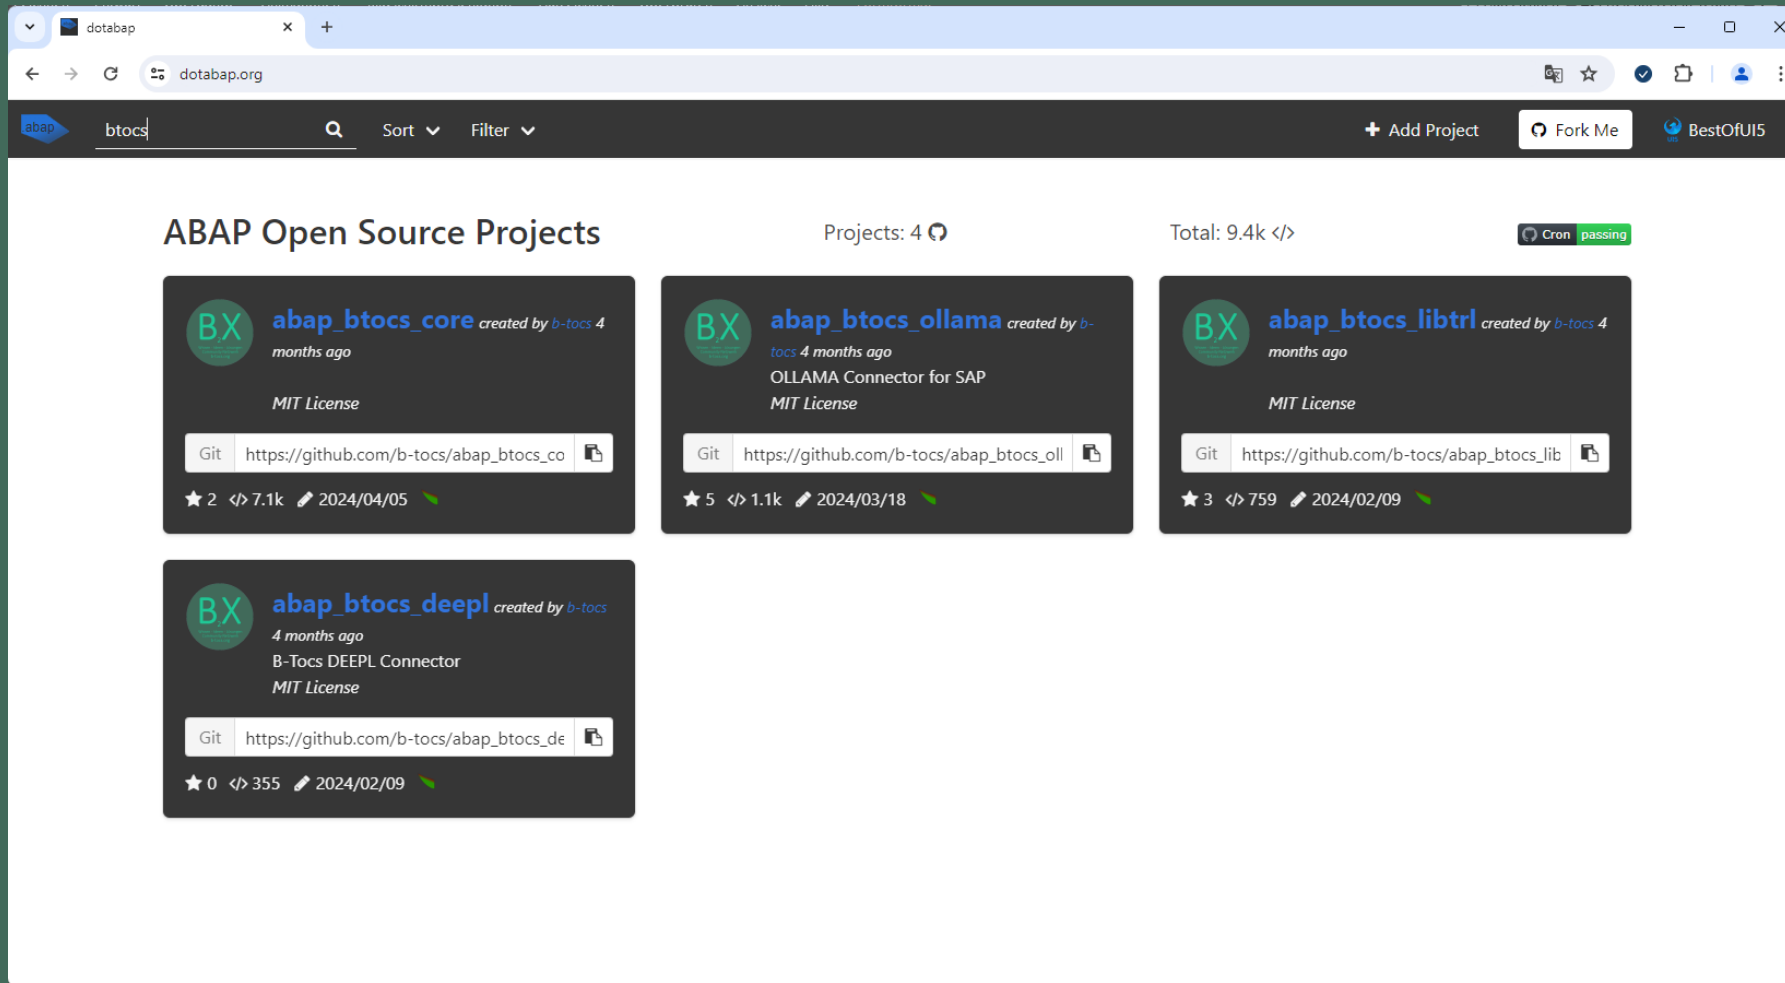 dotabap
dotabap.org
abap
btocs
Sort
Filter
Add Project
Fork Me
BestOfUI5
ABAP Open Source Projects
Projects: 4
Total: 9.4k </>
Cron passing
B2X
abap_btocs_core created by b-tocs 4
months ago
MIT License
Git https://github.com/b-tocs/abap_btocs_co
2 </> 7.1k 2024/04/05
B2X
abap_btocs_ollama created by b-
tocs 4 months ago
OLLAMA Connector for SAP
MIT License
Git https://github.com/b-tocs/abap_btocs_oll
5 </> 1.1k 2024/03/18
B2X
abap_btocs_libtrl created by b-tocs 4
months ago
MIT License
Git https://github.com/b-tocs/abap_btocs_lib
3 </> 759 2024/02/09
B2X
abap_btocs_deepl created by b-tocs
4 months ago
B-Tocs DEEPL Connector
MIT License
Git https://github.com/b-tocs/abap_btocs_de
0 </> 355 2024/02/09